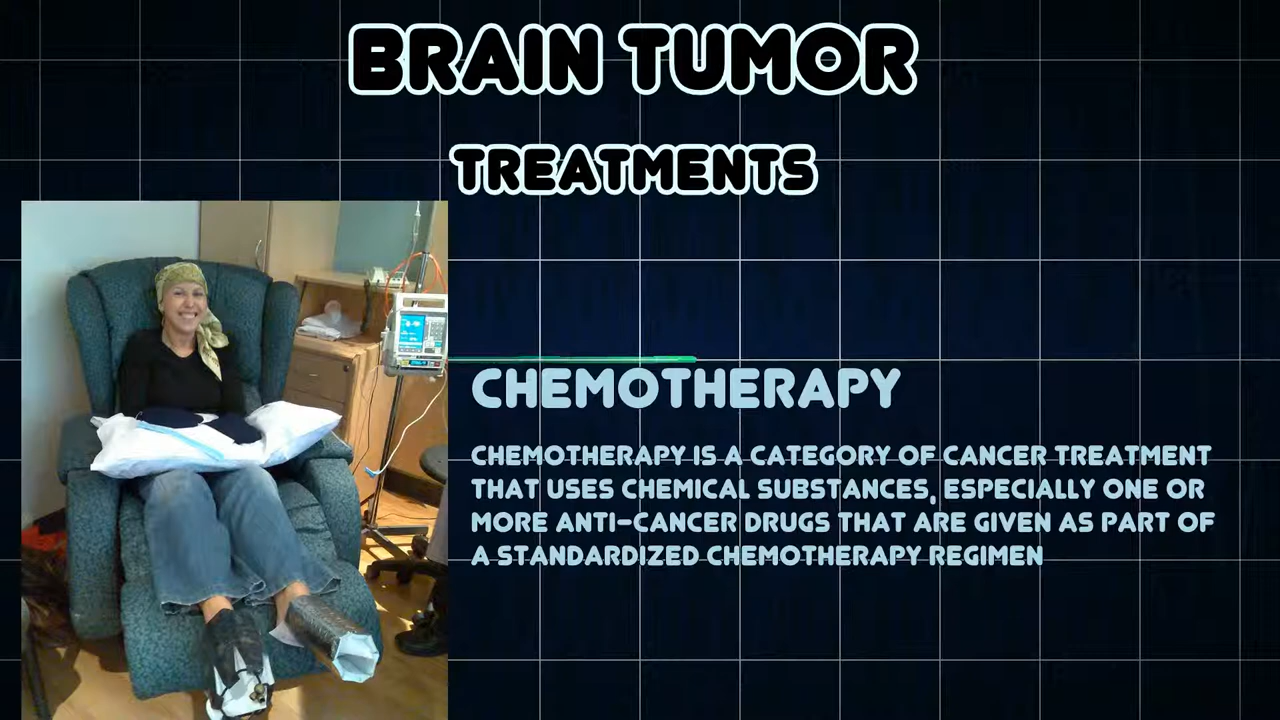 BRAIN TUMOR
TREATMENTS
CHEMOTHERAPY
CHEMOTHERAPY IS A CATEGORY OF CANCER TREATMENT
THAT USES CHEMICAL SUBSTANCES, ESPECIALLY ONE OR
MORE ANTI-CANCER DRUGS THAT ARE GIVEN AS PART OF
A STANDARDIZED CHEMOTHERAPY REGIMEN